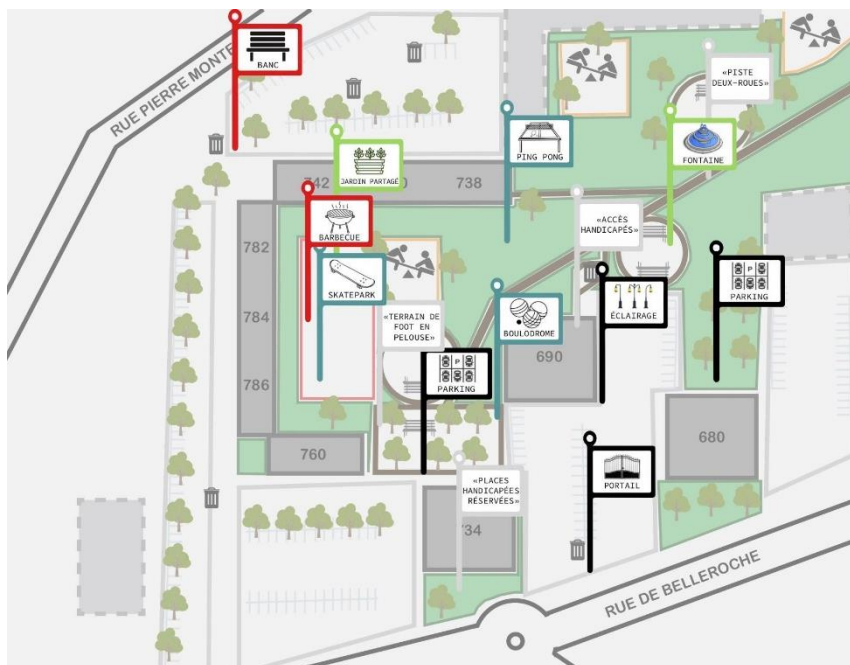 RUE PIERRE MONTE
BANC
«PISTE
DEUX-ROUES»
PING PONG
FONTAINE
JARDIN PARTAGÉ
742
738
BARBECUE
«ACCÈS
HANDICAPÉS»
782
SKATEPARK
P
PARKING
784
«TERRAIN DE
FOOT EN
PELOUSE»
BOULODROME
ÉCLAIRAGE
690
P
PARKING
786
760
680
«PLACES
HANDICAPÉES
RÉSERVÉES»
PORTAIL
734
RUE DE BELLEROCHE